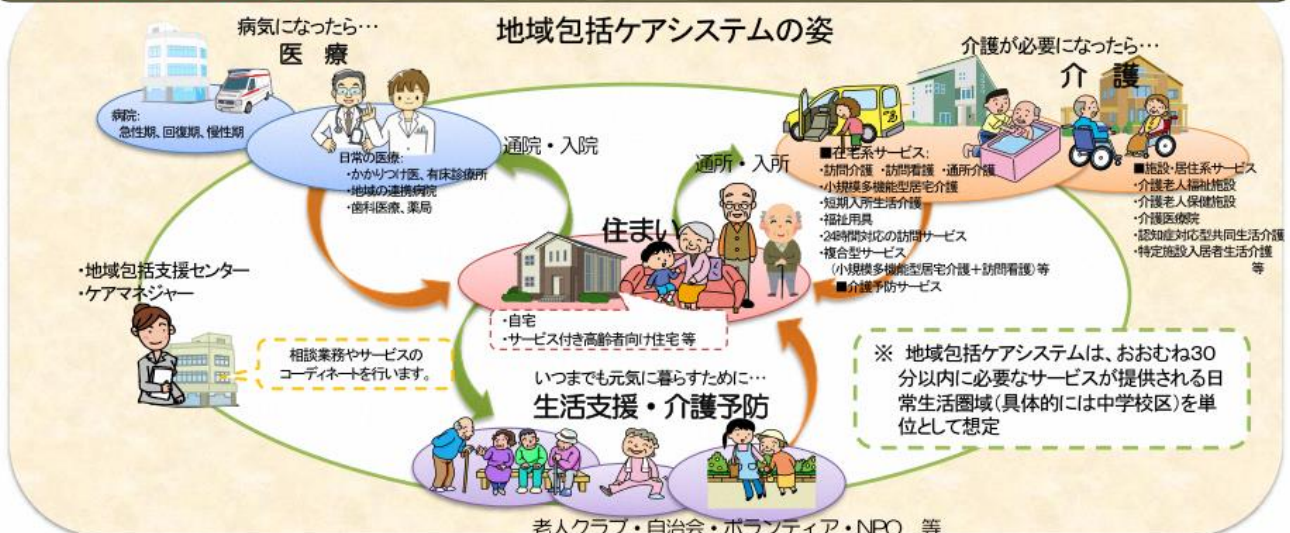 地域包括ケアシステムの姿
病気になったら…
医 療
病院:
急性期、回復期、慢性期
日常の医療:
・かかりつけ医、有床診療所
・地域の連携病院
・歯科医療、薬局
通院・入院
通所・入所
介護が必要になったら…
介 護
■在宅系サービス:
・訪問介護 ・訪問看護 ・通所介護
・小規模多機能型居宅介護
・短期入所生活介護
・福祉用具
・24時間対応の訪問サービス
・複合型サービス
(小規模多機能型居宅介護+訪問看護)等
■介護予防サービス
■施設・居住系サービス
・介護老人福祉施設
・介護老人保健施設
・介護医療院
・認知症対応型共同生活介護
・特定施設入居者生活介護
等
住まい
・自宅
・サービス付き高齢者向け住宅 等
・地域包括支援センター
・ケアマネジャー
相談業務やサービスの
コーディネートを行います。
いつまでも元気に暮らすために…
生活支援・介護予防
老人クラブ・自治会・ボランティア・NPO 等
※ 地域包括ケアシステムは、おおむね30
分以内に必要なサービスが提供される日
常生活圏域(具体的には中学校区)を単
位として想定